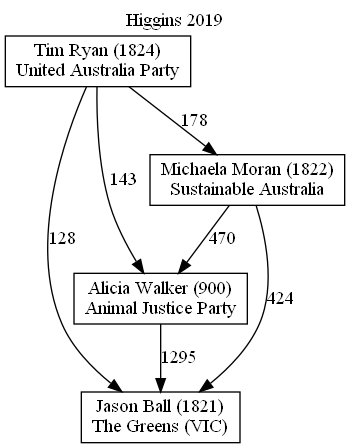 Higgins 2019
Tim Ryan (1824)
United Australia Party
178
Michaela Moran (1822)
Sustainable Australia
143
128
470
424
Alicia Walker (900)
Animal Justice Party
1295
Jason Ball (1821)
The Greens (VIC)